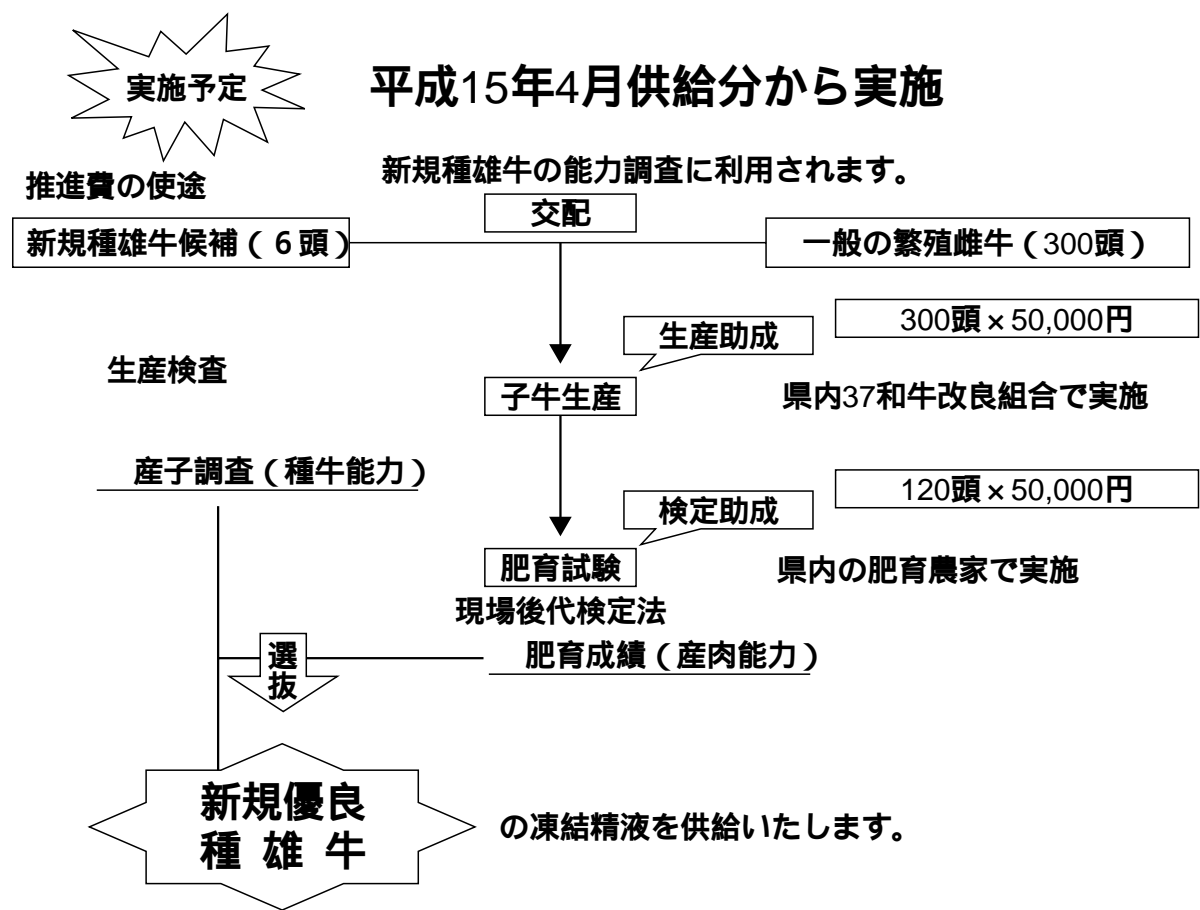 実施予定
平成15年4月供給分から実施
推進費の使途
新規種雄牛の能力調査に利用されます。
交配
新規種雄牛候補(6頭)
一般の繁殖雌牛(300頭)
生産助成
300頭×50,000円
生産検査
子牛生産
県内37和牛改良組合で実施
産子調査(種牛能力)
検定助成
120頭×50,000円
肥育試験
県内の肥育農家で実施
現場後代検定法
選抜
肥育成績(産肉能力)
新規優良
種雄牛
の凍結精液を供給いたします。